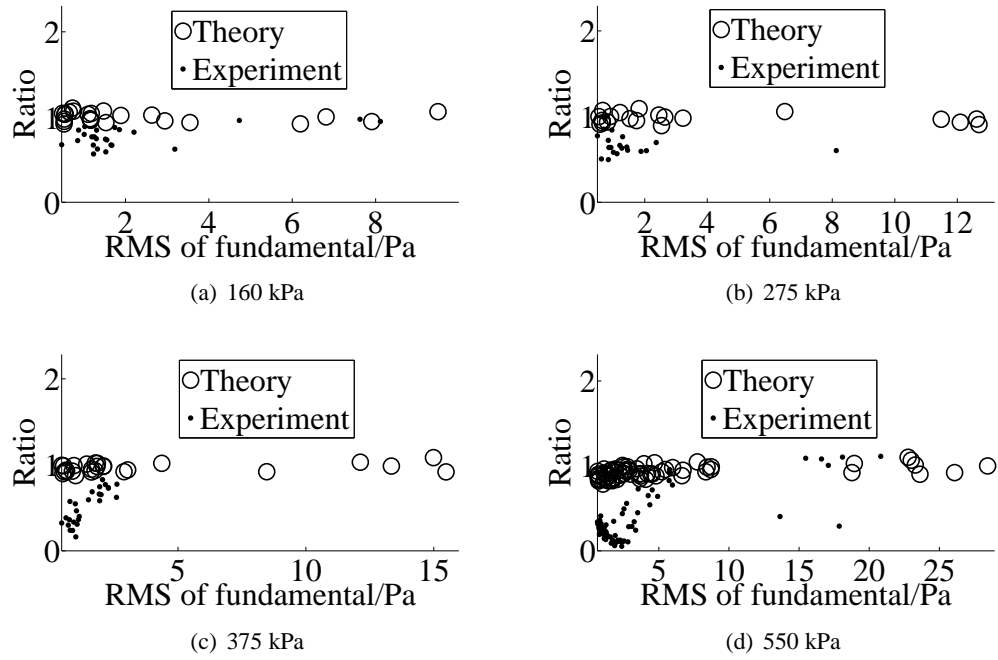 2
Theory
Experiment
Ratio
1
0
2 4 6 8
RMS of fundamental/Pa
(a) 160 kPa
2
Theory
Experiment
Ratio
1
0
2 4 6 8 10 12
RMS of fundamental/Pa
(b) 275 kPa
2
Theory
Experiment
Ratio
1
0
5 10 15
RMS of fundamental/Pa
(c) 375 kPa
2
Theory
Experiment
Ratio
1
0
5 10 15 20 25
RMS of fundamental/Pa
(d) 550 kPa